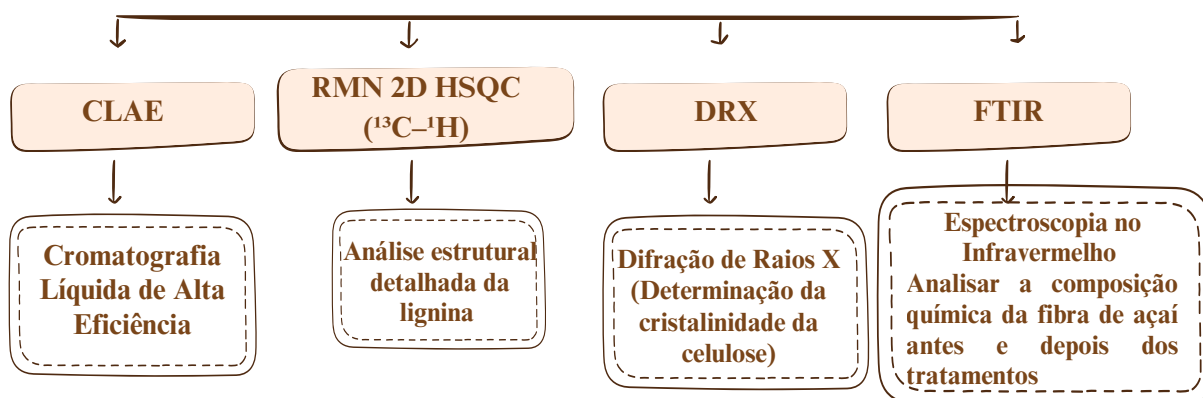 CLAE
RMN 2D HSQC
(¹³C–¹H)
DRX
FTIR
Cromatografia
Líquida de Alta
Eficiência
Análise estrutural
detalhada da
lignina
Difração de Raios X
(Determinação da
cristalinidade da
celulose)
Espectroscopia no
Infravermelho
Analisar a composição
química da fibra de açaí
antes e depois dos
tratamentos